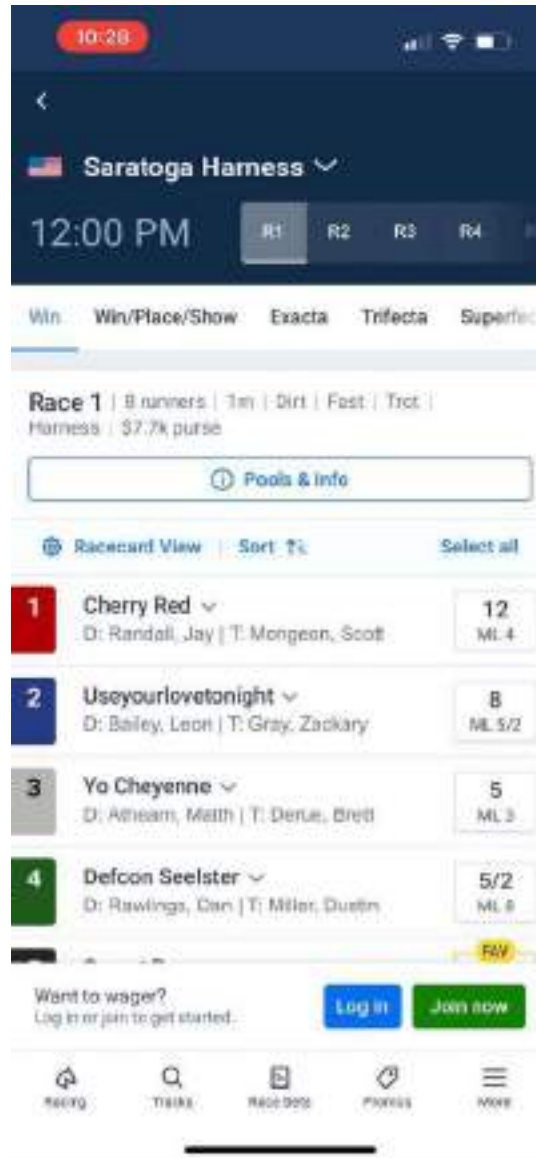 10:28
Saratoga Harness
12:00 PM R1 R2 R3 R4
Win Win/Place/Show Exacta Trifecta
Race 1 | 8 runners | 1m | Dirt | Fast | Trot |
Harness | $7.7k purse
Pools & Info
Racecard View Sort Select all
1 Cherry Red 12
D: Randall, Jay | T: Mongeon, Scott ML 4
2 Useyourlovetonight 8
D: Bailey, Leon | T: Gray, Zackary ML 5/2
3 Yo Cheyenne 5
D: Athearn, | T: Derue, Brett ML 3
4 Defcon Seelster 5/2
D: Rawlings, Dan | T: Miller, Dustin ML 8
FAV
Want to wager?
Log in or join to get started.
Log in Join now
Racing Tracks Race Bets Promos More